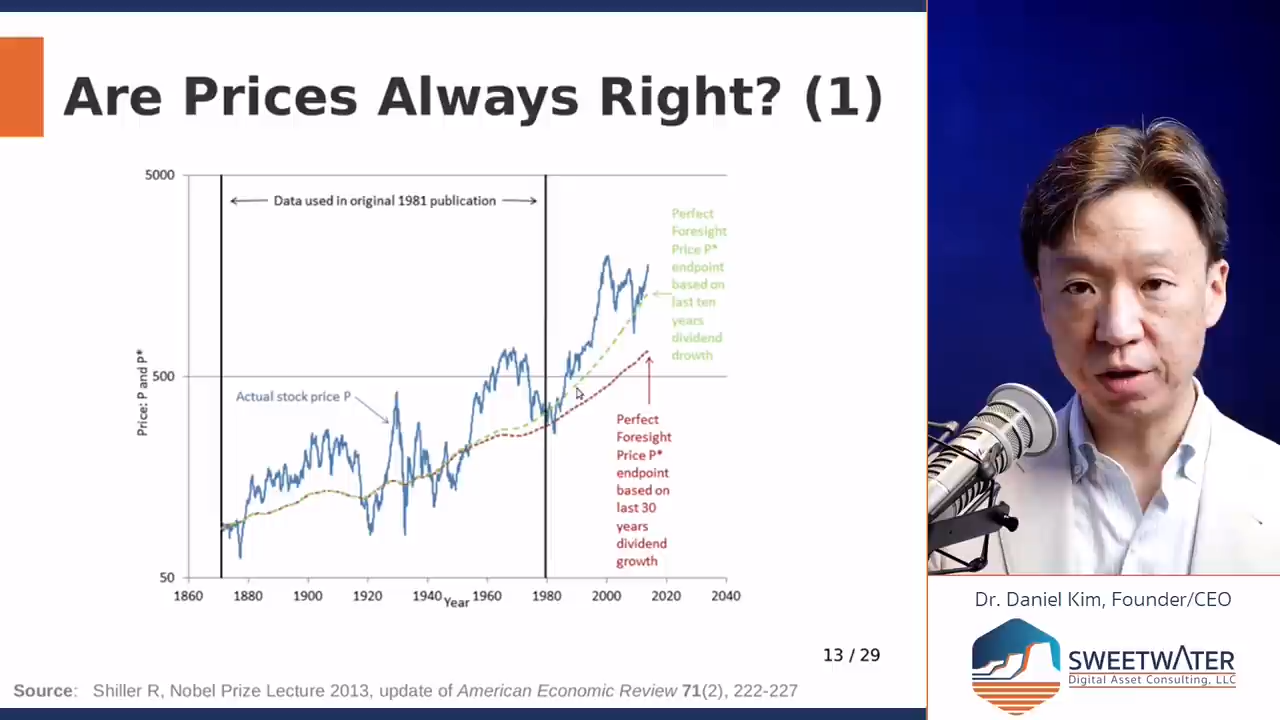 Are Prices Always Right? (1)
5000
Data used in original 1981 publication
Perfect
Foresight
Price P*
endpoint
based on
last ten
years
dividend
drowth
Price: P and P*
500
Actual stock price P
Perfect
Foresight
Price P*
endpoint
based on
last 30
years
dividend
growth
50
1860 1880 1900 1920 1940 1960 1980 2000 2020 2040
Year
13 / 29
Source: Shiller R, Nobel Prize Lecture 2013, update of American Economic Review 71(2), 222-227
Dr. Daniel Kim, Founder/CEO
SWEETWATER
Digital Asset Consulting, LLC